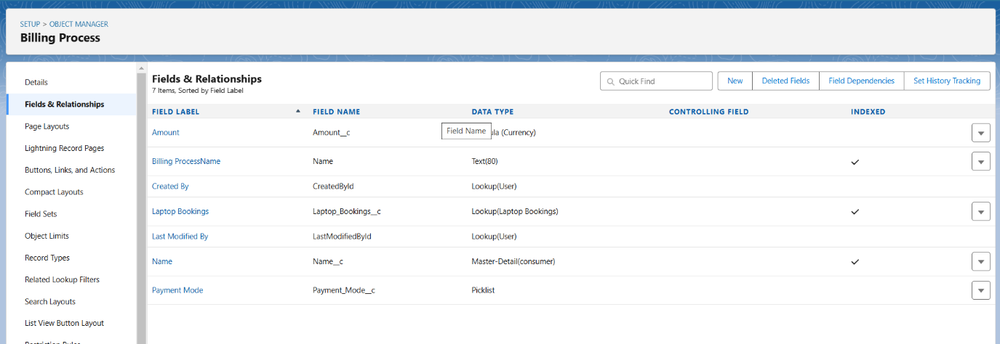 SETUP > OBJECT MANAGER
Billing Process
Details
Fields & Relationships
Page Layouts
Lightning Record Pages
Buttons, Links, and Actions
Compact Layouts
Field Sets
Object Limits
Record Types
Related Lookup Filters
Search Layouts
List View Button Layout
Fields & Relationships
7 Items, Sorted by Field Label
Quick Find
New Deleted Fields Field Dependencies Set History Tracking
FIELD LABEL FIELD NAME DATA TYPE CONTROLLING FIELD INDEXED
Field Name
Amount Amount__c (Currency)
Billing ProcessName Name Text(80)
Created By CreatedById Lookup(User)
Laptop Bookings Laptop_Bookings__c Lookup(Laptop Bookings)
Last Modified By LastModifiedById Lookup(User)
Name Name__c Master-Detail(consumer)
Payment Mode Payment_Mode__c Picklist